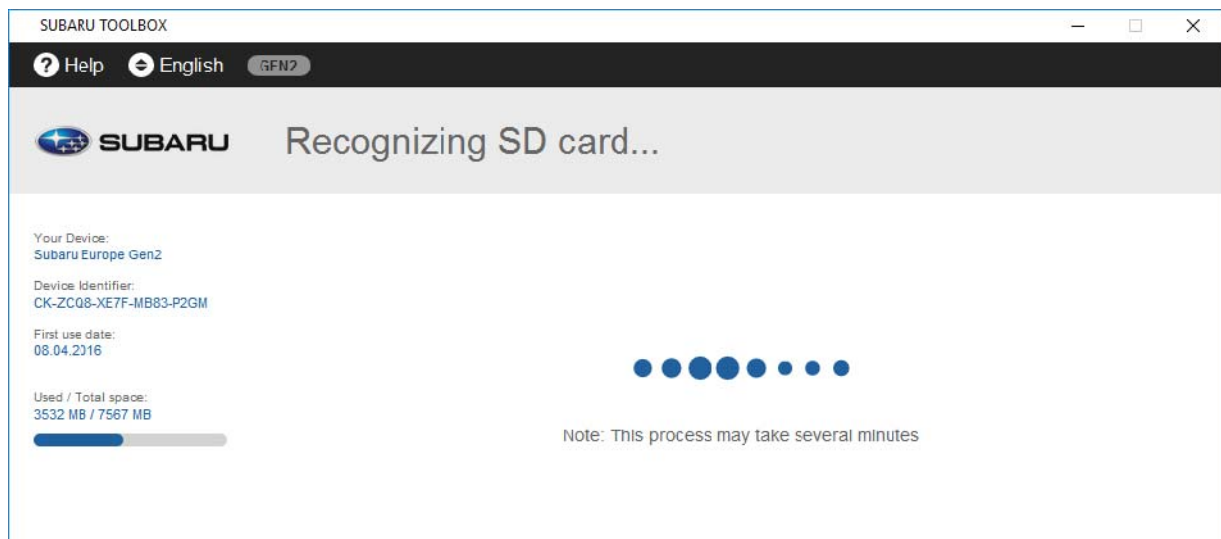 SUBARU TOOLBOX
Help English GEN2
SUBARU Recognizing SD card...
Your Device:
Subaru Europe Gen2
Device Identifier:
CK-ZCQ8-XE7F-MB83-P2GM
First use date:
08.04.2016
Used / Total space:
3532 MB / 7567 MB
Note: This process may take several minutes